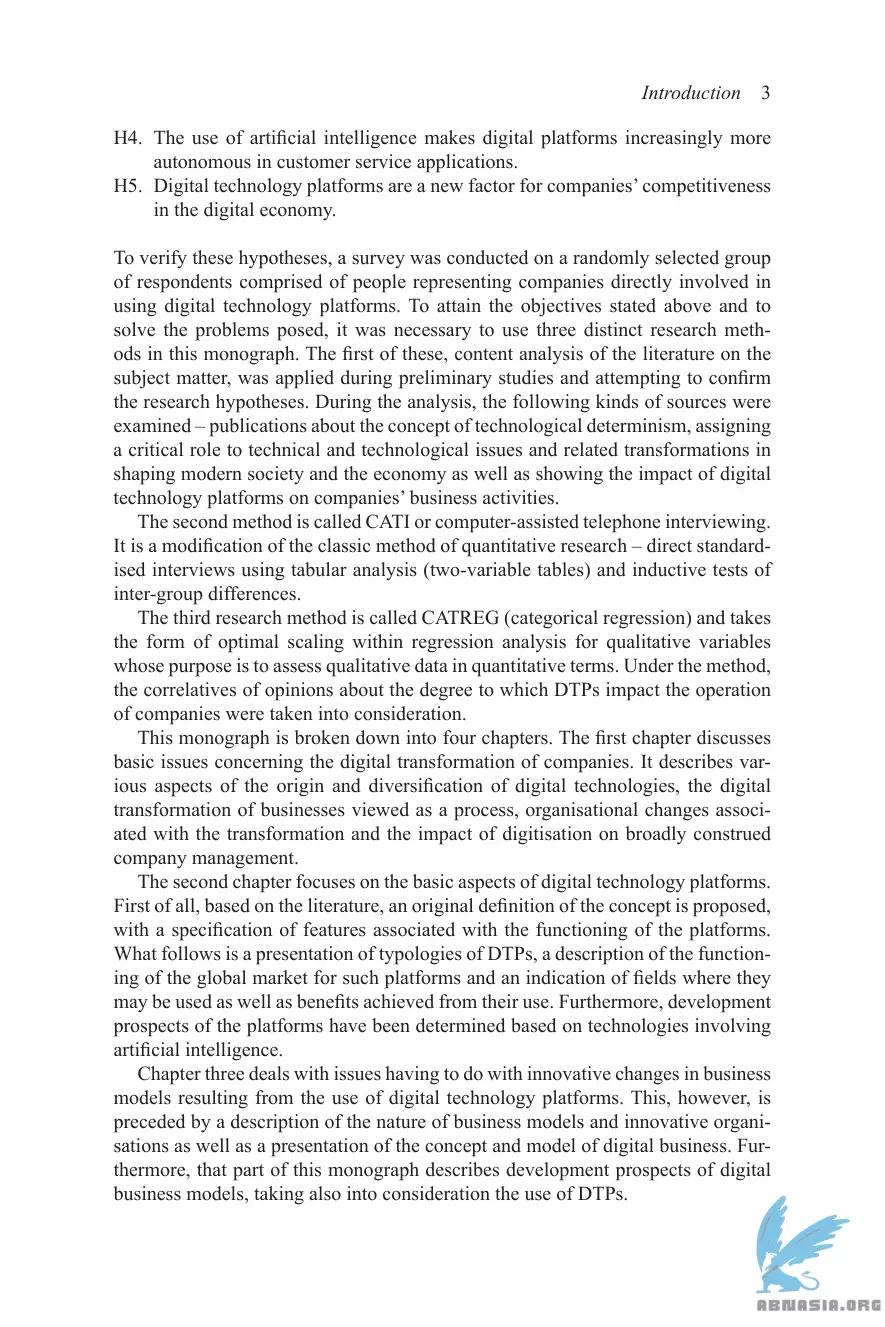 Introduction 3
H4. The use of artificial intelligence makes digital platforms increasingly more
autonomous in customer service applications.
H5. Digital technology platforms are a new factor for companies’ competitiveness
in the digital economy.
To verify these hypotheses, a survey was conducted on a randomly selected group
of respondents comprised of people representing companies directly involved in
using digital technology platforms. To attain the objectives stated above and to
solve the problems posed, it was necessary to use three distinct research meth-
ods in this monograph. The first of these, content analysis of the literature on the
subject matter, was applied during preliminary studies and attempting to confirm
the research hypotheses. During the analysis, the following kinds of sources were
examined – publications about the concept of technological determinism, assigning
a critical role to technical and technological issues and related transformations in
shaping modern society and the economy as well as showing the impact of digital
technology platforms on companies’ business activities.
The second method is called CATI or computer-assisted telephone interviewing.
It is a modification of the classic method of quantitative research – direct standard-
ised interviews using tabular analysis (two-variable tables) and inductive tests of
inter-group differences.
The third research method is called CATREG (categorical regression) and takes
the form of optimal scaling within regression analysis for qualitative variables
whose purpose is to assess qualitative data in quantitative terms. Under the method,
the correlatives of opinions about the degree to which DTPs impact the operation
of companies were taken into consideration.
This monograph is broken down into four chapters. The first chapter discusses
basic issues concerning the digital transformation of companies. It describes var-
ious aspects of the origin and diversification of digital technologies, the digital
transformation of businesses viewed as a process, organisational changes associ-
ated with the transformation and the impact of digitisation on broadly construed
company management.
The second chapter focuses on the basic aspects of digital technology platforms.
First of all, based on the literature, an original definition of the concept is proposed,
with a specification of features associated with the functioning of the platforms.
What follows is a presentation of typologies of DTPs, a description of the function-
ing of the global market for such platforms and an indication of fields where they
may be used as well as benefits achieved from their use. Furthermore, development
prospects of the platforms have been determined based on technologies involving
artificial intelligence.
Chapter three deals with issues having to do with innovative changes in business
models resulting from the use of digital technology platforms. This, however, is
preceded by a description of the nature of business models and innovative organi-
sations as well as a presentation of the concept and model of digital business. Fur-
thermore, that part of this monograph describes development prospects of digital
business models, taking also into consideration the use of DTPs.
ABNASIA.ORG